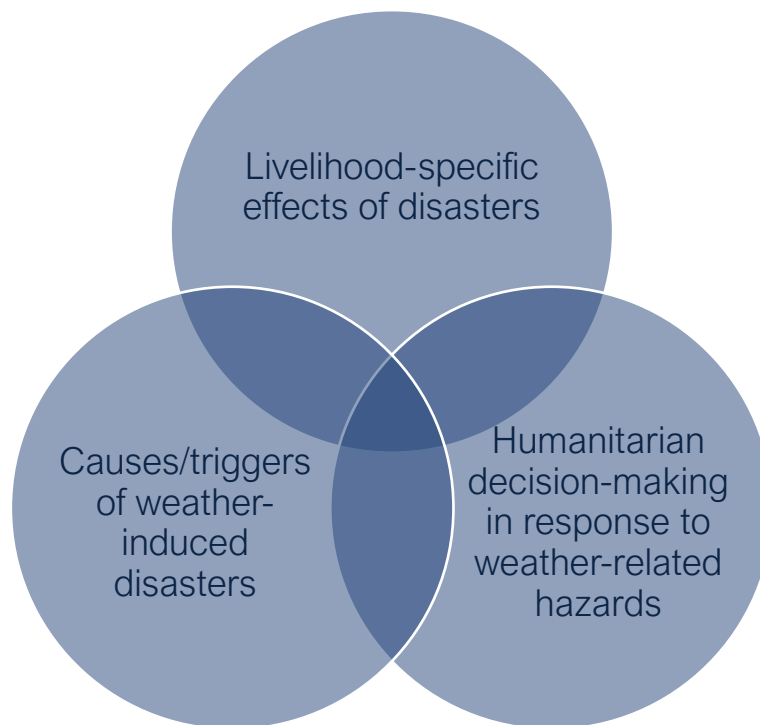 Livelihood-specific
effects of disasters
Causes/triggers
of weather-
induced
disasters
Humanitarian
decision-making
in response to
weather-related
hazards